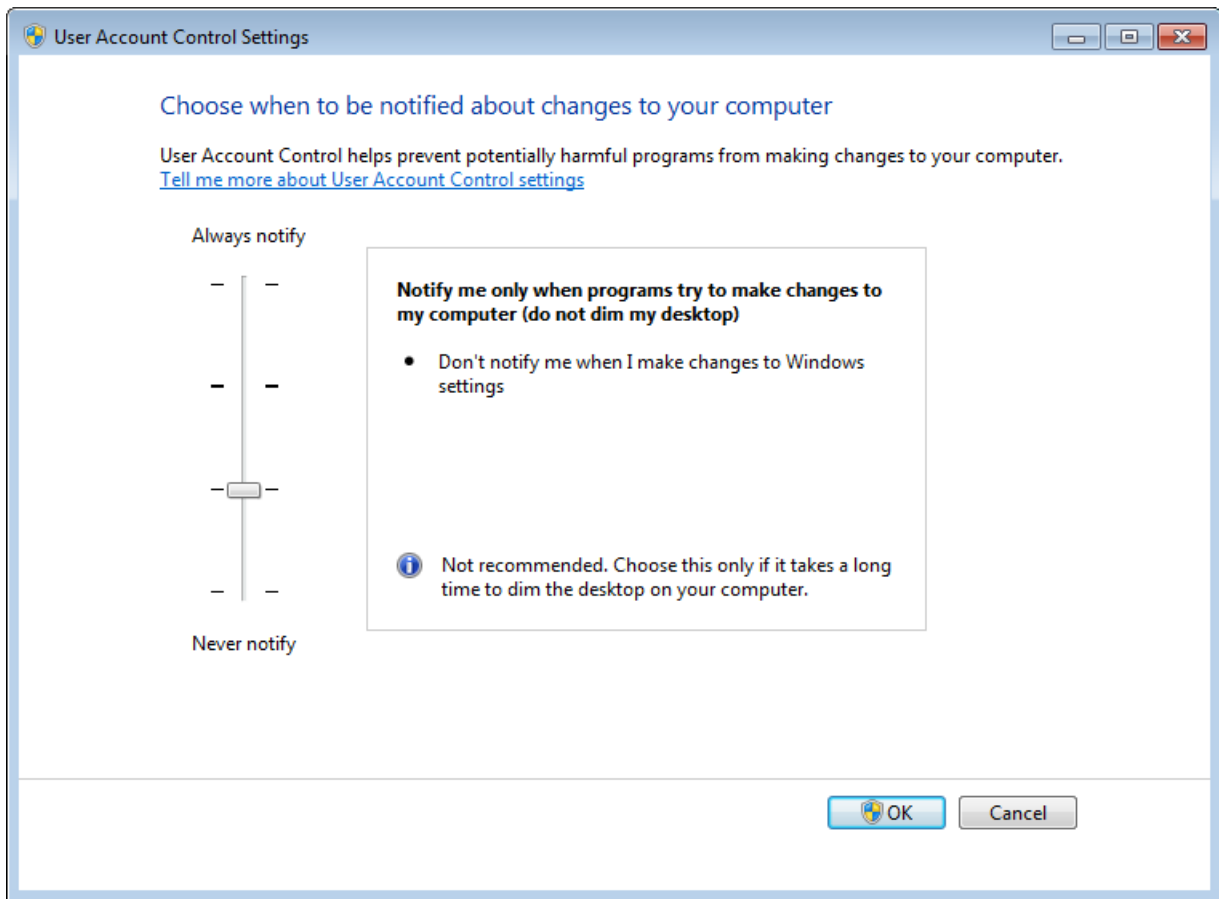 User Account Control Settings
Choose when to be notified about changes to your computer
User Account Control helps prevent potentially harmful programs from making changes to your computer.
Tell me more about User Account Control settings
Always notify
Notify me only when programs try to make changes to
my computer (do not dim my desktop)
• Don't notify me when I make changes to Windows
settings
Not recommended. Choose this only if it takes a long
time to dim the desktop on your computer.
Never notify
OK Cancel